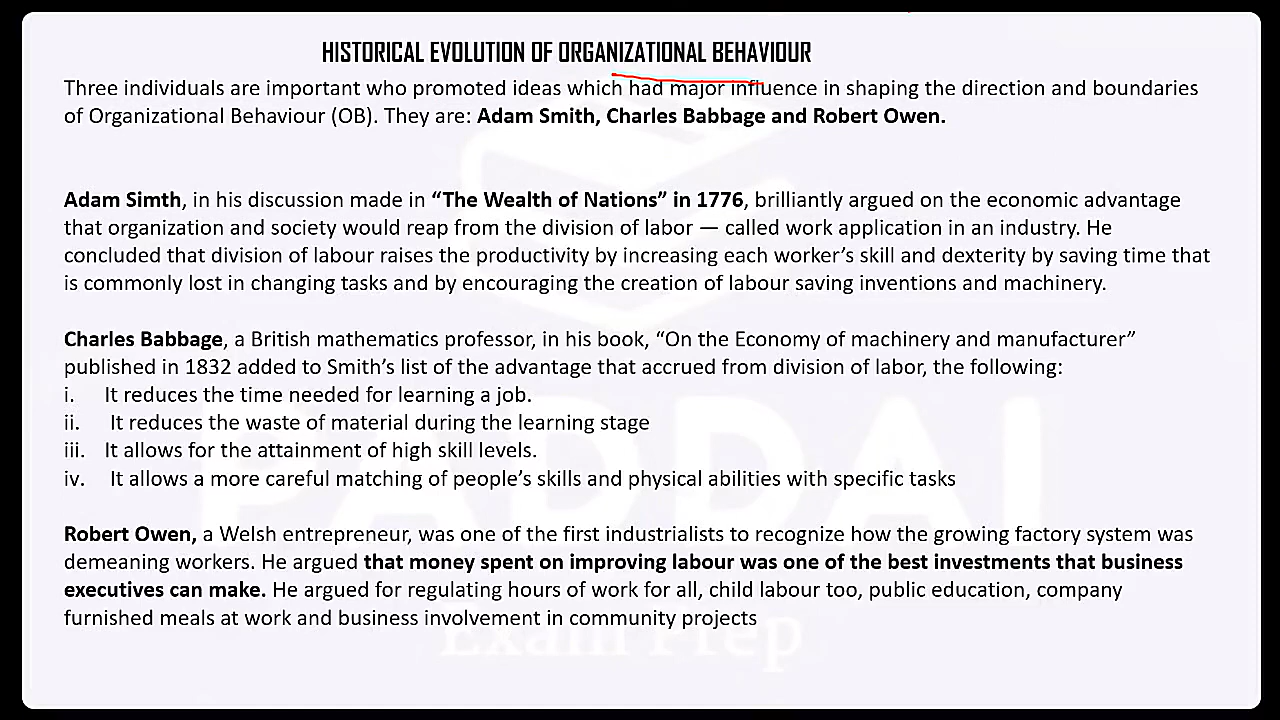 HISTORICAL EVOLUTION OF ORGANIZATIONAL BEHAVIOUR
Three individuals are important who promoted ideas which had major influence in shaping the direction and boundaries
of Organizational Behaviour (OB). They are: Adam Smith, Charles Babbage and Robert Owen.
Adam Simth, in his discussion made in “The Wealth of Nations” in 1776, brilliantly argued on the economic advantage
that organization and society would reap from the division of labor — called work application in an industry. He
concluded that division of labour raises the productivity by increasing each worker’s skill and dexterity by saving time that
is commonly lost in changing tasks and by encouraging the creation of labour saving inventions and machinery.
Charles Babbage, a British mathematics professor, in his book, “On the Economy of machinery and manufacturer”
published in 1832 added to Smith’s list of the advantage that accrued from division of labor, the following:
i. It reduces the time needed for learning a job.
ii. It reduces the waste of material during the learning stage
iii. It allows for the attainment of high skill levels.
iv. It allows a more careful matching of people’s skills and physical abilities with specific tasks
Robert Owen, a Welsh entrepreneur, was one of the first industrialists to recognize how the growing factory system was
demeaning workers. He argued that money spent on improving labour was one of the best investments that business
executives can make. He argued for regulating hours of work for all, child labour too, public education, company
furnished meals at work and business involvement in community projects
PADDAI
Exam Prep